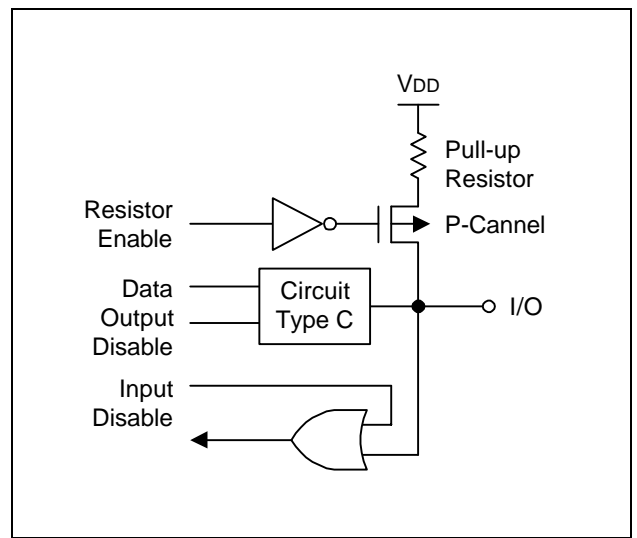 VDD
Pull-up
Resistor
Resistor
Enable
P-Cannel
Data
Output
Disable
Circuit
Type C
I/O
Input
Disable